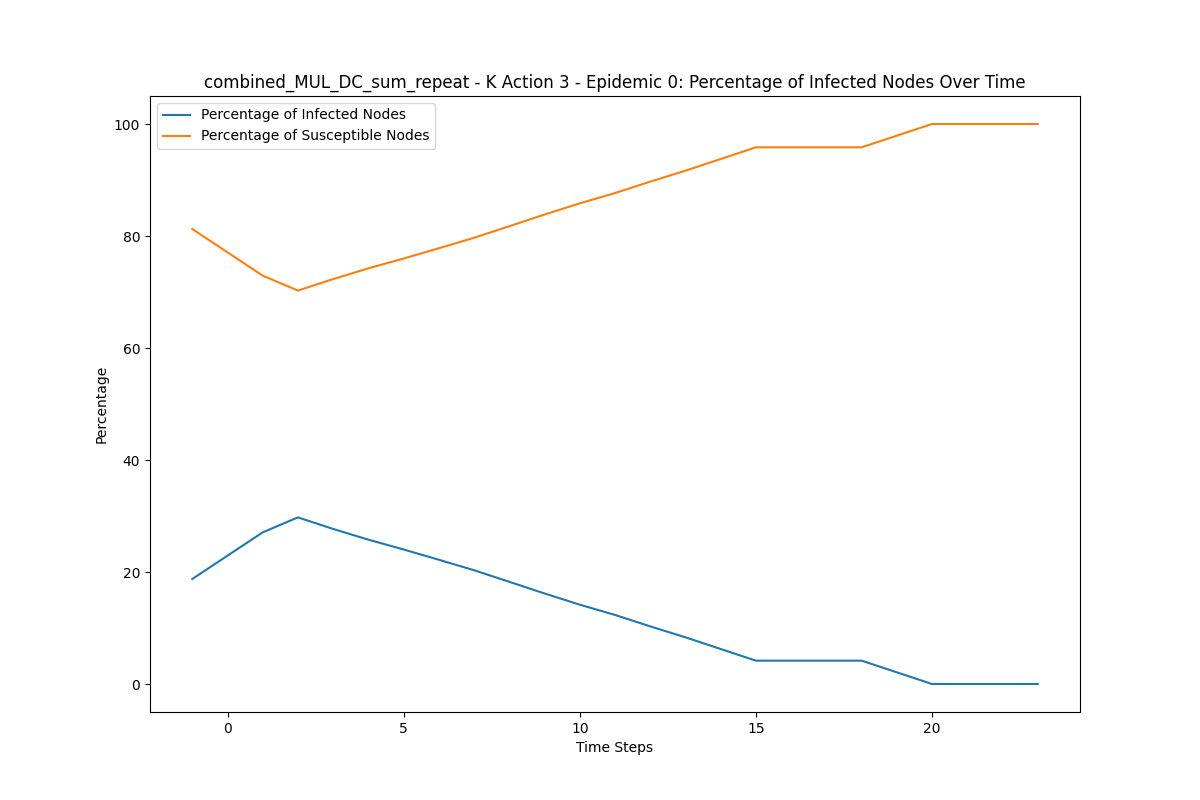 combined_MUL_DC_sum_repeat - K Action 3 - Epidemic 0: Percentage of Infected Nodes Over Time
Percentage of Infected Nodes
Percentage of Susceptible Nodes
100
80
60
40
20
0
Percentage
0 5 10 15 20
Time Steps